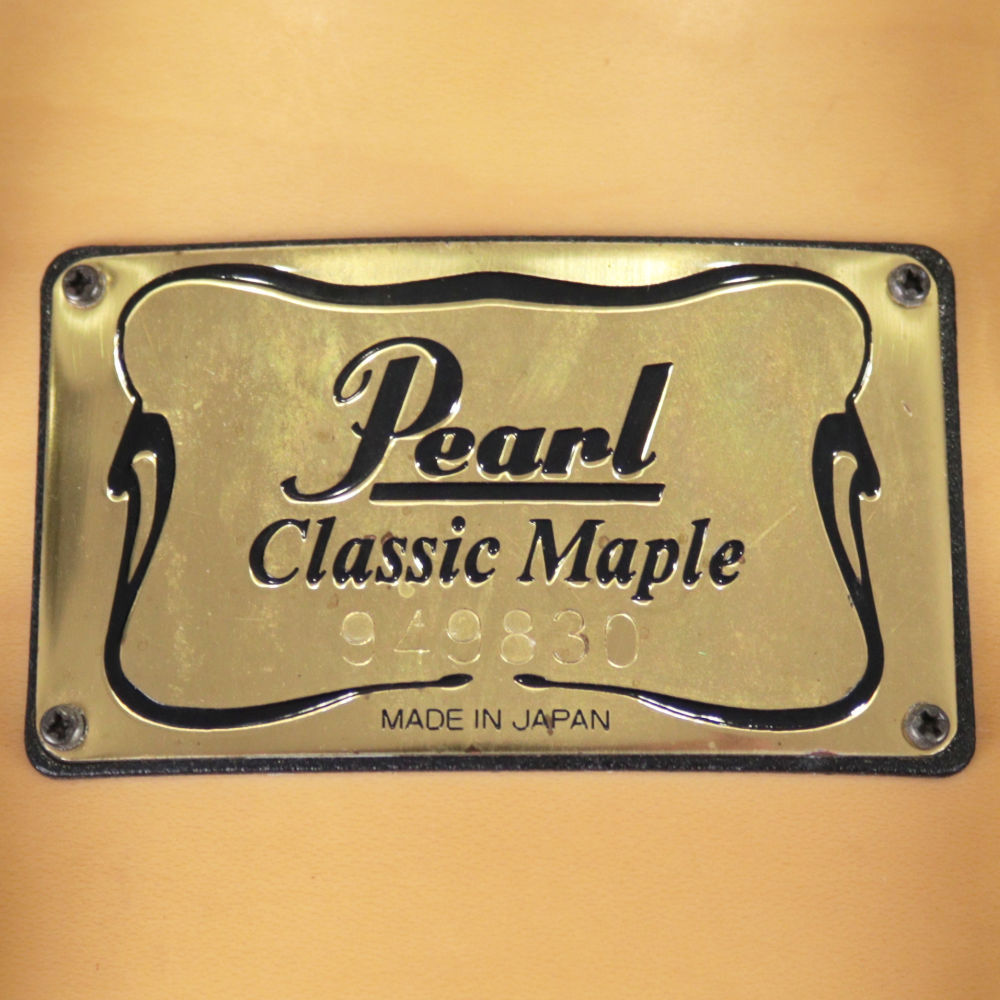 Pearl
Classic Maple
949830
MADE IN JAPAN